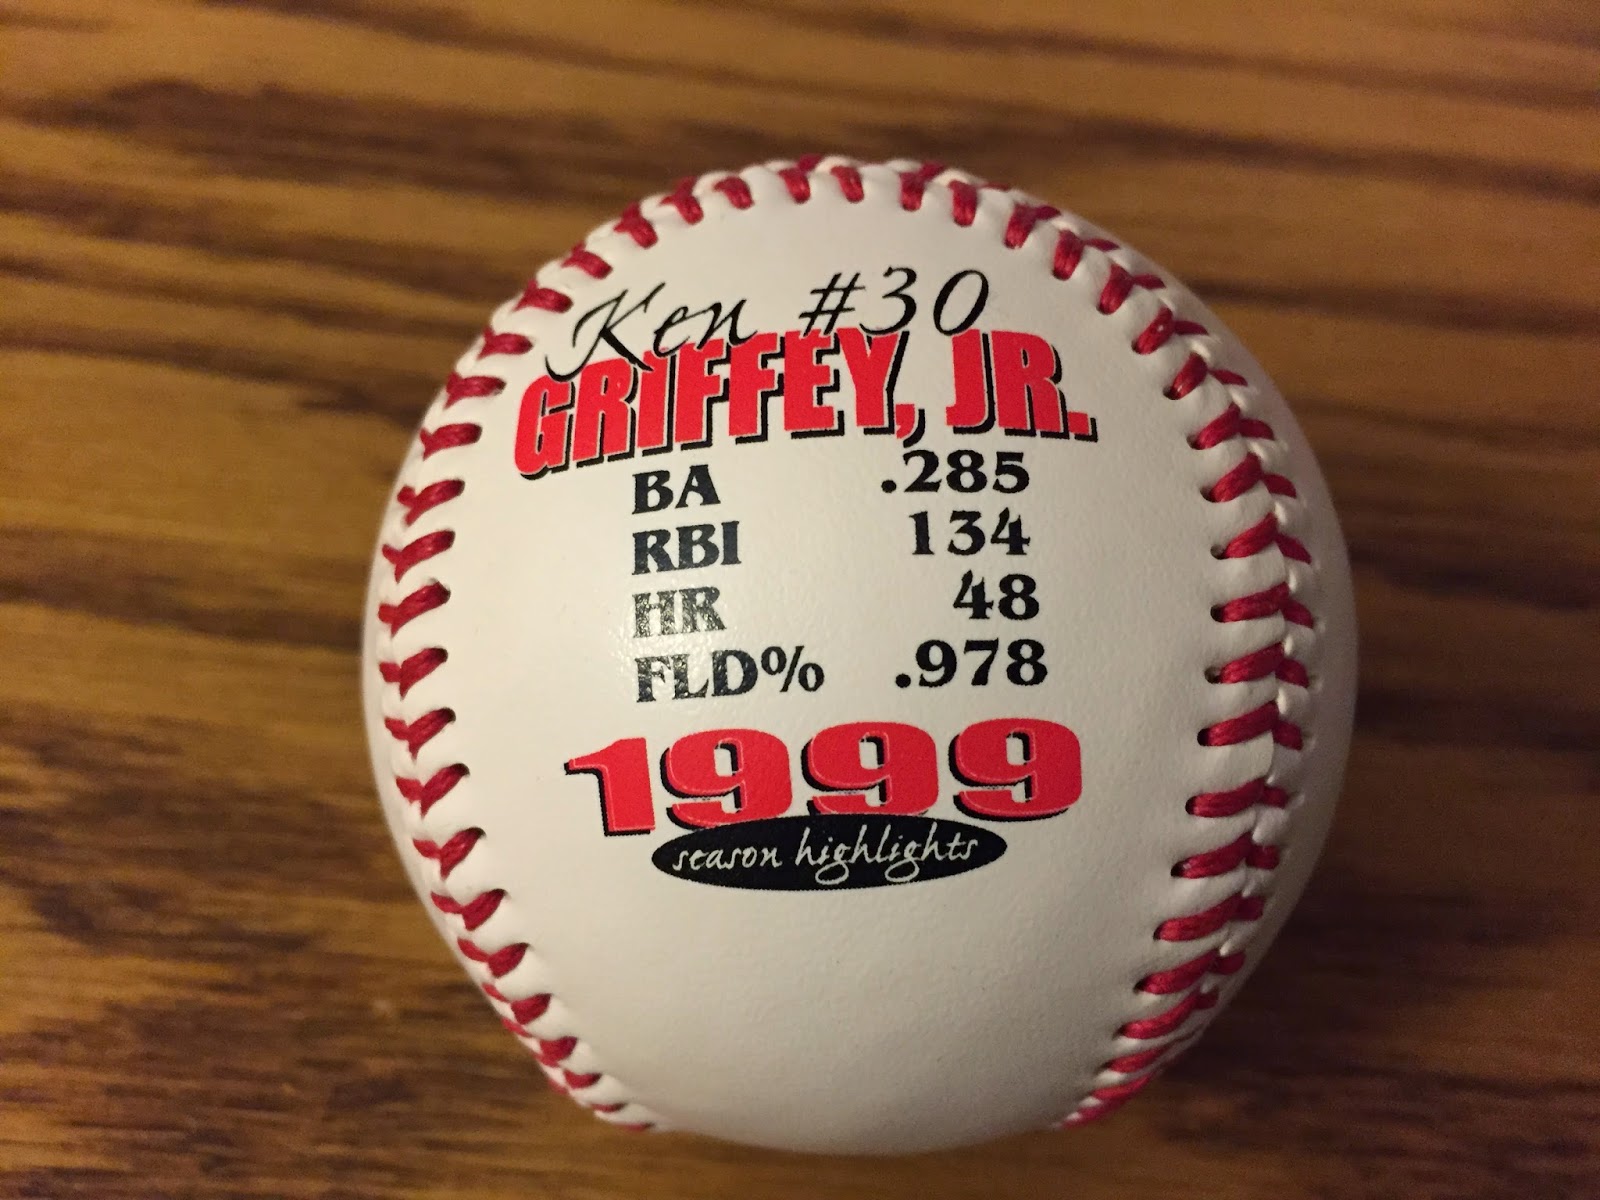 Ken #30
GRIFFEY, JR.
BA .285
RBI 134
HR 48
FLD% .978
1999
season highlights